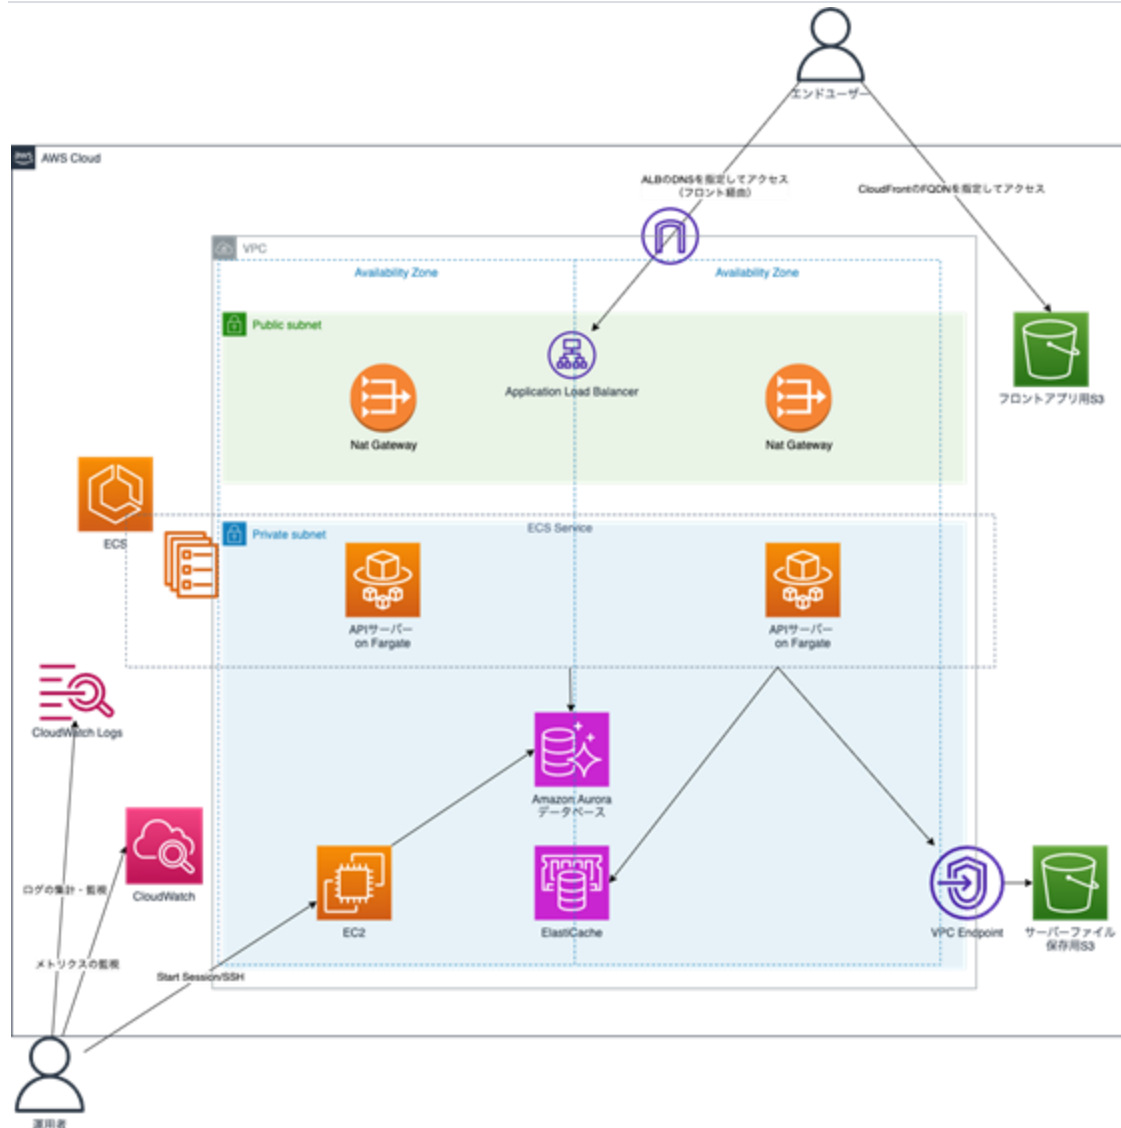 エンドユーザー
AWS Cloud
ALBのDNSを指定してアクセス
（フロント経由）
CloudFrontのFQDNを指定してアクセス
VPC
Availability Zone
Availability Zone
Public subnet
Application Load Balancer
Nat Gateway
Nat Gateway
フロントアプリ用S3
ECS
ECS Service
Private subnet
APIサーバー
on Fargate
APIサーバー
on Fargate
CloudWatch Logs
Amazon Aurora
データベース
CloudWatch
ログの集計・監視
EC2
ElastiCache
VPC Endpoint
サーバーファイル
保存用S3
メトリクスの監視
Start Session/SSH
運用者